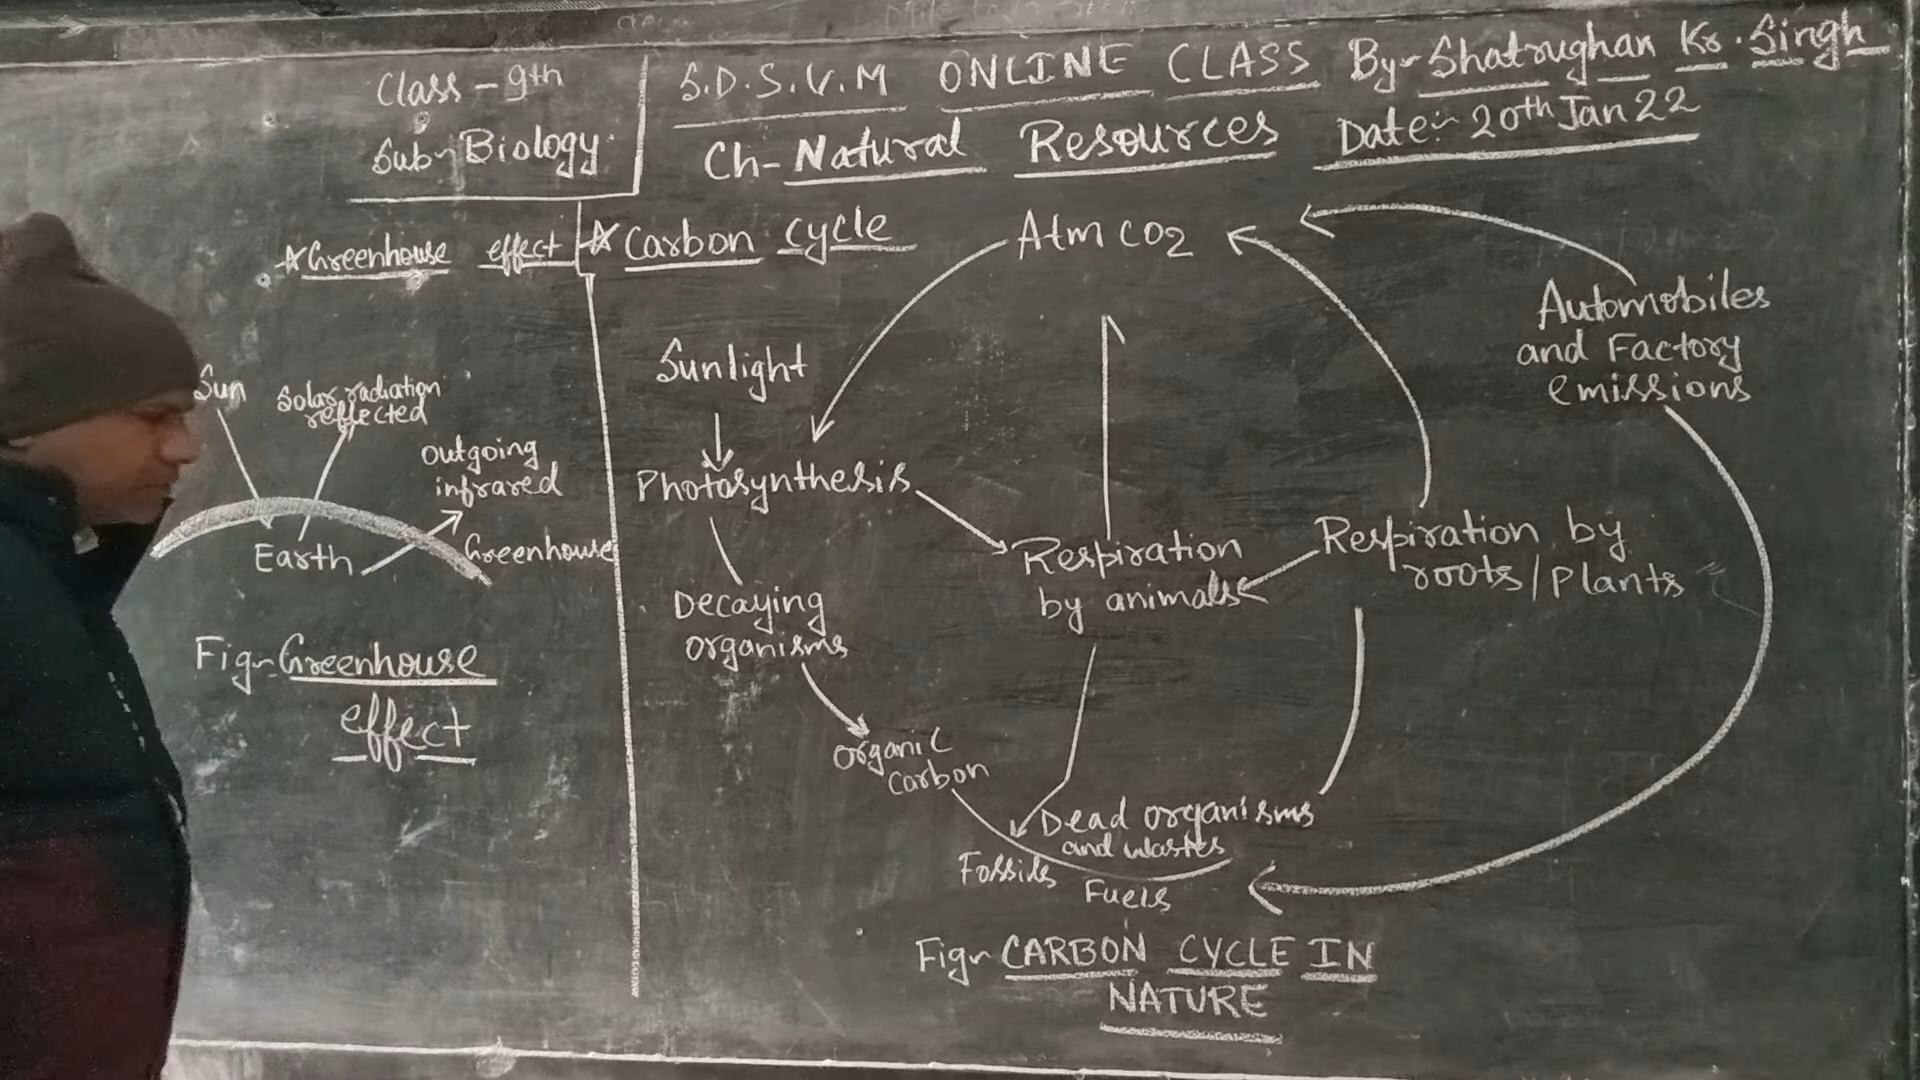 Class - 9th
Sub:- Biology
S.D.S.V.M ONLINE CLASS By- Shatrughan Kr. Singh
Ch- Natural Resources Date:- 20th Jan 22
Greenhouse effect
Carbon cycle
Sun
Solar radiation
reflected
Outgoing
infrared
Earth
Greenhouse
Fig- Greenhouse
effect
Atm CO2
Automobiles
and Factory
emissions
Sunlight
Photosynthesis
Respiration
by animals
Respiration by
roots/plants
Decaying
organisms
Organic
Carbon
Dead organisms
and wastes
Fossils
Fuels
Fig- CARBON CYCLE IN
NATURE